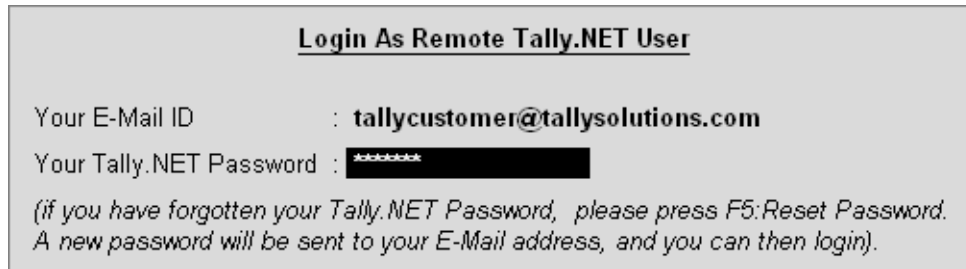 Login As Remote Tally.NET User
Your E-Mail ID : tallycustomer@tallysolutions.com
Your Tally.NET Password : *******
(if you have forgotten your Tally.NET Password, please press F5:Reset Password.
A new password will be sent to your E-Mail address, and you can then login).